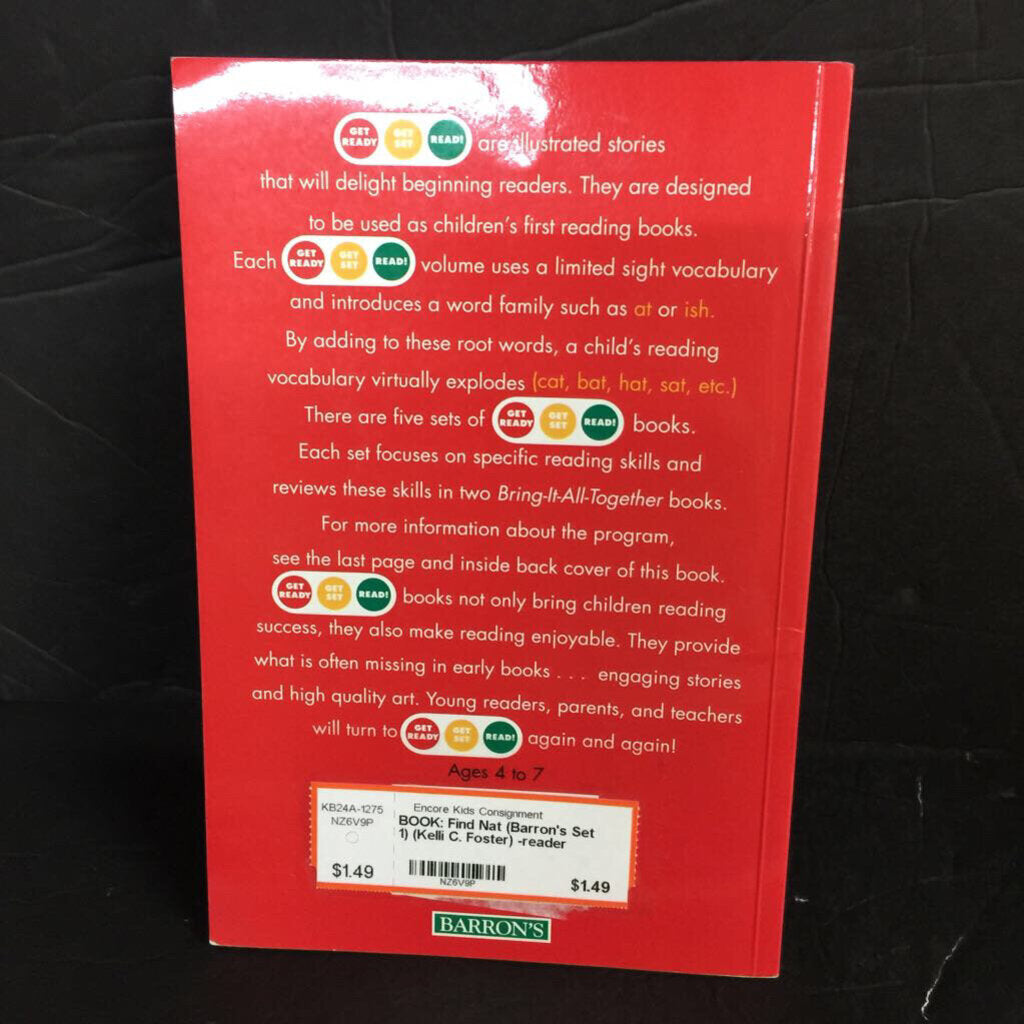 GET READY GET SET READ! are illustrated stories
that will delight beginning readers. They are designed
to be used as children's first reading books.
Each GET READY GET SET READ! volume uses a limited sight vocabulary
and introduces a word family such as at or ish.
By adding to these root words, a child's reading
vocabulary virtually explodes (cat, bat, hat, sat, etc.)
There are five sets of GET READY GET SET READ! books.
Each set focuses on specific reading skills and
reviews these skills in two Bring-It-All-Together books.
For more information about the program,
see the last page and inside back cover of this book.
GET READY GET SET READ! books not only bring children reading
success, they also make reading enjoyable. They provide
what is often missing in early books . . . engaging stories
and high quality art. Young readers, parents, and teachers
will turn to GET READY GET SET READ! again and again!
Ages 4 to 7
KB24A-1275
NZ6V9P
$1.49
Encore Kids Consignment
BOOK: Find Nat (Barron's Set
1) (Kelli C. Foster) -reader
NZ6V9P
$1.49
BARRON'S